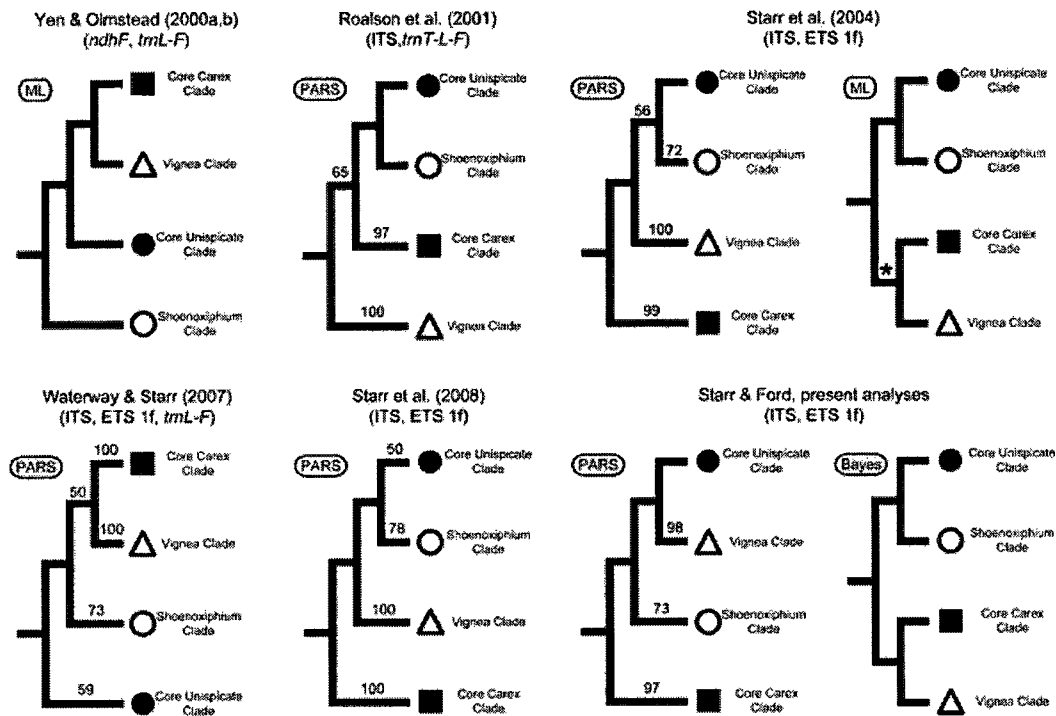 Yen & Olmstead (2000a,b)
(ndhF, trnL-F)
ML
Core Carex
Clade
Vignea Clade
Core Unispicate
Clade
Shoenoxiphium
Clade
Roalson et al. (2001)
(ITS,trnT-L-F)
PARS
Core Unispicate
Clade
Shoenoxiphium
Clade
65
97
Core Carex
Clade
100
Vignea Clade
Starr et al. (2004)
(ITS, ETS 1f)
PARS
56
Core Unispicate
Clade
72
Shoenoxiphium
Clade
100
Vignea Clade
99
Core Carex
Clade
ML
Core Unispicate
Clade
Shoenoxiphium
Clade
*
Core Carex
Clade
Vignea Clade
Waterway & Starr (2007)
(ITS, ETS 1f, trnL-F)
PARS
100
Core Carex
Clade
50
100
Vignea Clade
73
Shoenoxiphium
Clade
59
Core Unispicate
Clade
Starr et al. (2008)
(ITS, ETS 1f)
PARS
50
Core Unispicate
Clade
78
Shoenoxiphium
Clade
100
Vignea Clade
100
Core Carex
Clade
Starr & Ford, present analyses
(ITS, ETS 1f)
PARS
Core Unispicate
Clade
98
Vignea Clade
73
Shoenoxiphium
Clade
97
Core Carex
Clade
Bayes
Core Unispicate
Clade
Shoenoxiphium
Clade
Core Carex
Clade
Vignea Clade